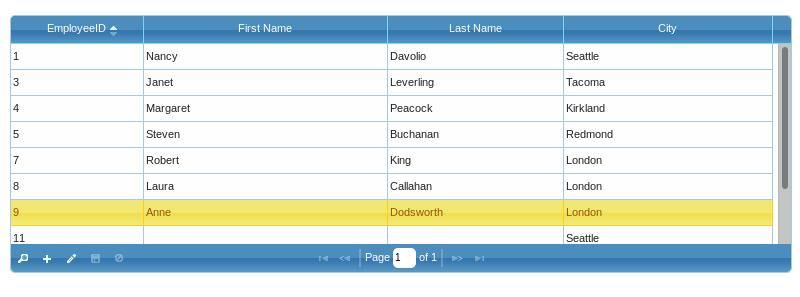 EmployeeID First Name Last Name City
1 Nancy Davolio Seattle
3 Janet Leverling Tacoma
4 Margaret Peacock Kirkland
5 Steven Buchanan Redmond
7 Robert King London
8 Laura Callahan London
9 Anne Dodsworth London
11 Seattle
Page 1 of 1